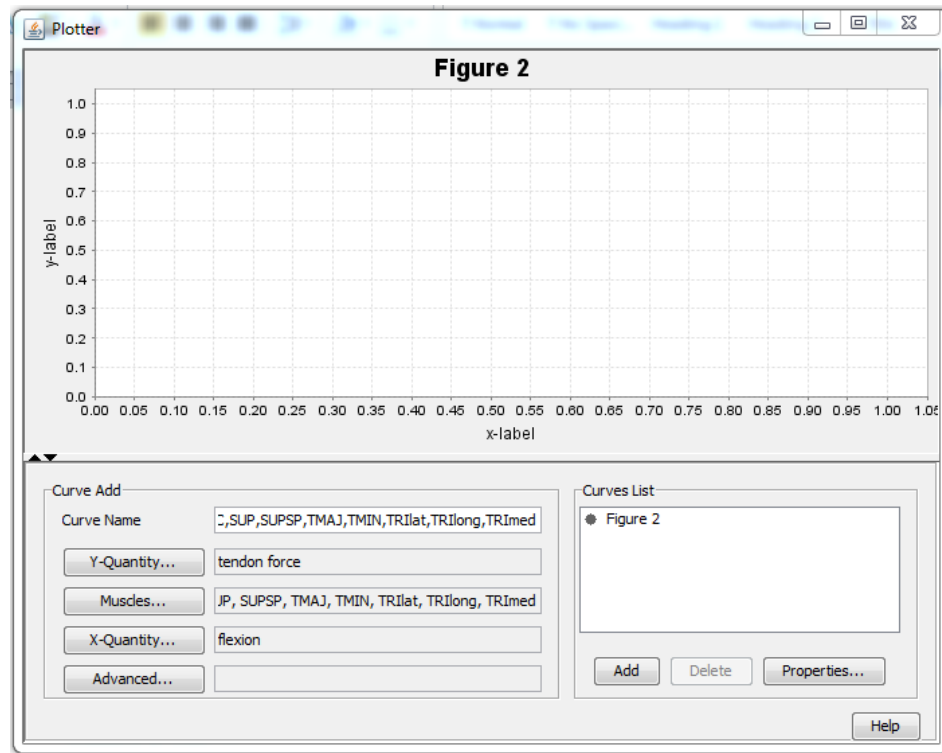 Plotter
Figure 2
1.0
0.9
0.8
0.7
0.6
0.5
0.4
0.3
0.2
0.1
0.0
y-label
0.00 0.05 0.10 0.15 0.20 0.25 0.30 0.35 0.40 0.45 0.50 0.55 0.60 0.65 0.70 0.75 0.80 0.85 0.90 0.95 1.00 1.05
x-label
Curve Add
Curve Name
C,SUP,SUPSP,TMAJ,TMIN,TRIlat,TRIlong,TRImed
Y-Quantity... tendon force
Muscles... JP, SUPSP, TMAJ, TMIN, TRIlat, TRIlong, TRImed
X-Quantity... flexion
Advanced...
Curves List
Figure 2
Add Delete Properties...
Help